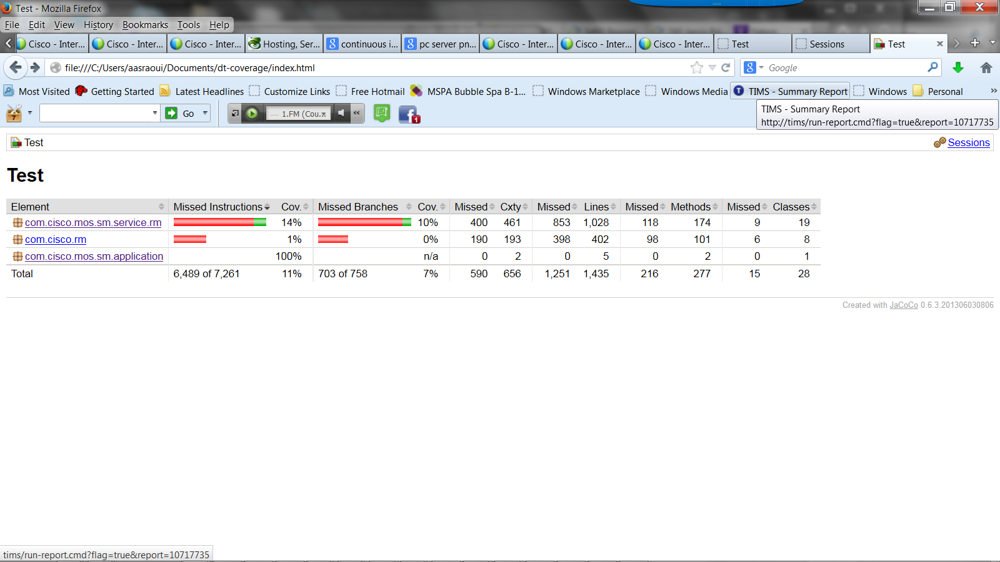 Test - Mozilla Firefox
File Edit View History Bookmarks Tools Help
Cisco - Inter... Cisco - Inter... Cisco - Inter... Hosting, Ser... continuous i... pc server pn... Cisco - Inter... Cisco - Inter... Cisco - Inter... Test Sessions Test
file:///C:/Users/aasraoui/Documents/dt-coverage/index.html Google
Most Visited Getting Started Latest Headlines Customize Links Free Hotmail MSPA Bubble Spa B-1... Windows Marketplace Windows Media TIMS - Summary Report Windows Personal
7 Go 1.FM (Cou. 1
TIMS - Summary Report
http://tims/run-report.cmd?flag=true&report=10717735
Test Sessions
Test
Element Missed Instructions Cov. Missed Branches Cov. Missed Cxty Missed Lines Missed Methods Missed Classes
com.cisco.mos.sm.service.rm 14% 10% 400 461 853 1,028 118 174 9 19
com.cisco.rm 1% 0% 190 193 398 402 98 101 6 8
com.cisco.mos.sm.application 100% n/a 0 2 0 5 0 2 0 1
Total 6,489 of 7,261 11% 703 of 758 7% 590 656 1,251 1,435 216 277 15 28
Created with JaCoCo 0.6.3.201306030806
tims/run-report.cmd?flag=true&report=10717735